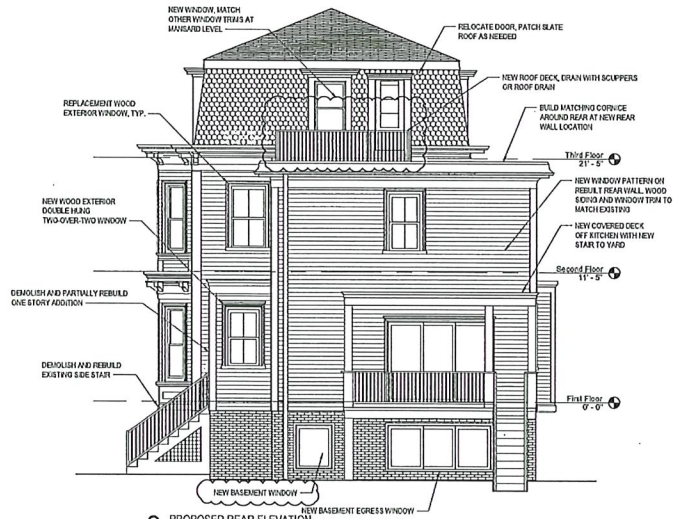 NEW WINDOW, MATCH
OTHER WINDOW TRIMS AT
MANSARD LEVEL
RELOCATE DOOR, PATCH SLATE
ROOF AS NEEDED
NEW ROOF DECK, DRAIN WITH SCUPPERS
OR ROOF DRAIN
REPLACEMENT WOOD
EXTERIOR WINDOW, TYP.
BUILD MATCHING CORNICE
AROUND REAR AT NEW REAR
WALL LOCATION
Third Floor
21' - 5"
NEW WINDOW PATTERN ON
REBUILT REAR WALL, WOOD
SIDING AND WINDOW TRIM TO
MATCH EXISTING
NEW WOOD EXTERIOR
DOUBLE HUNG
TWO-OVER-TWO WINDOW
NEW COVERED DECK
OFF KITCHEN WITH NEW
STAIR TO YARD
Second Floor
11' - 5"
DEMOLISH AND PARTIALLY REBUILD
ONE STORY ADDITION
DEMOLISH AND REBUILD
EXISTING SIDE STAIR
First Floor
0' - 0"
NEW BASEMENT WINDOW
NEW BASEMENT EGRESS WINDOW
PROPOSED REAR ELEVATION